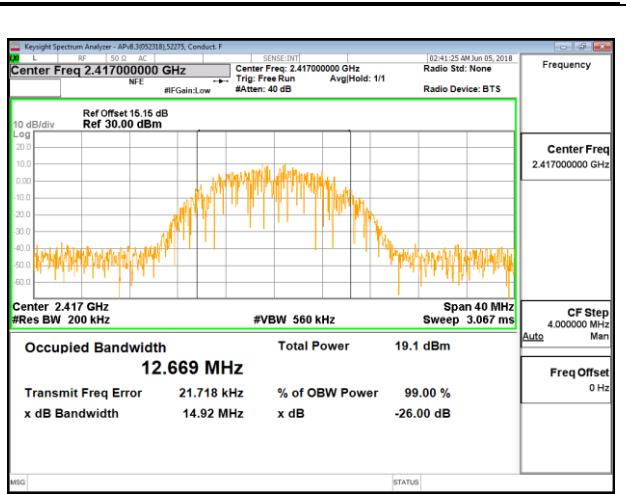 Keysight Spectrum Analyzer - APv8.3(052318),52275, Conduct. F
L RF 50 Ω AC SENSE:INT 02:41:25 AM Jun 05, 2018
Center Freq 2.417000000 GHz Center Freq: 2.417000000 GHz Radio Std: None
NFE Trig: Free Run Avg|Hold: 1/1
#IFGain:Low #Atten: 40 dB Radio Device: BTS
Frequency
Ref Offset 15.15 dB
10 dB/div Ref 30.00 dBm
Log
20.0
10.0
0.00
-10.0
-20.0
-30.0
-40.0
-50.0
-60.0
Center 2.417 GHz Span 40 MHz
#Res BW 200 kHz #VBW 560 kHz Sweep 3.067 ms
Occupied Bandwidth Total Power 19.1 dBm
12.669 MHz
Transmit Freq Error 21.718 kHz % of OBW Power 99.00 %
x dB Bandwidth 14.92 MHz x dB -26.00 dB
Center Freq
2.417000000 GHz
CF Step
4.000000 MHz
Auto Man
Freq Offset
0 Hz
MSG STATUS